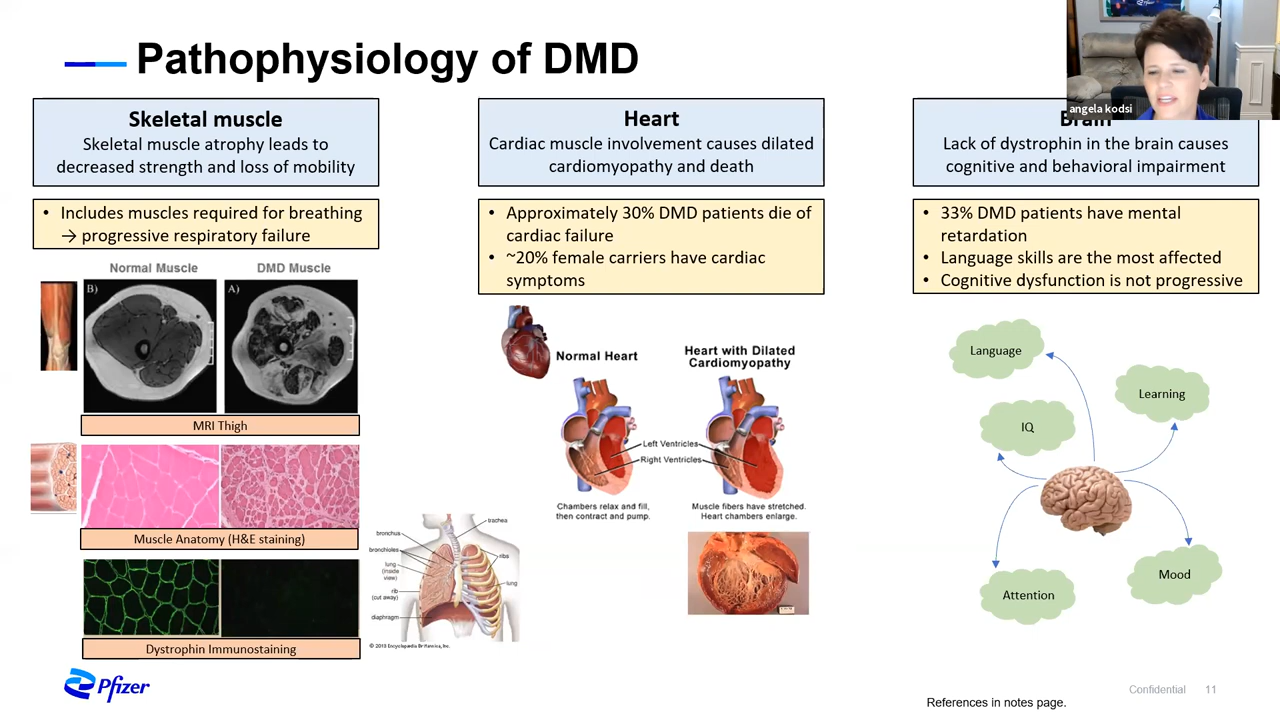 Pathophysiology of DMD
angela kodsi
Skeletal muscle
Skeletal muscle atrophy leads to
decreased strength and loss of mobility
• Includes muscles required for breathing
→ progressive respiratory failure
Normal Muscle
DMD Muscle
B)
A)
MRI Thigh
Muscle Anatomy (H&E staining)
Dystrophin Immunostaining
bronchus
bronchioles
lung
(inside
view)
rib
(cut away)
diaphragm
trachea
ribs
lung
© 2013 Encyclopædia Britannica, Inc.
Heart
Cardiac muscle involvement causes dilated
cardiomyopathy and death
• Approximately 30% DMD patients die of
cardiac failure
• ~20% female carriers have cardiac
symptoms
Normal Heart
Heart with Dilated
Cardiomyopathy
Left Ventricles
Right Ventricles
Chambers relax and fill,
then contract and pump.
Muscle fibers have stretched.
Heart chambers enlarge.
Brain
Lack of dystrophin in the brain causes
cognitive and behavioral impairment
• 33% DMD patients have mental
retardation
• Language skills are the most affected
• Cognitive dysfunction is not progressive
Language
Learning
IQ
Attention
Mood
Pfizer
Confidential 11
References in notes page.